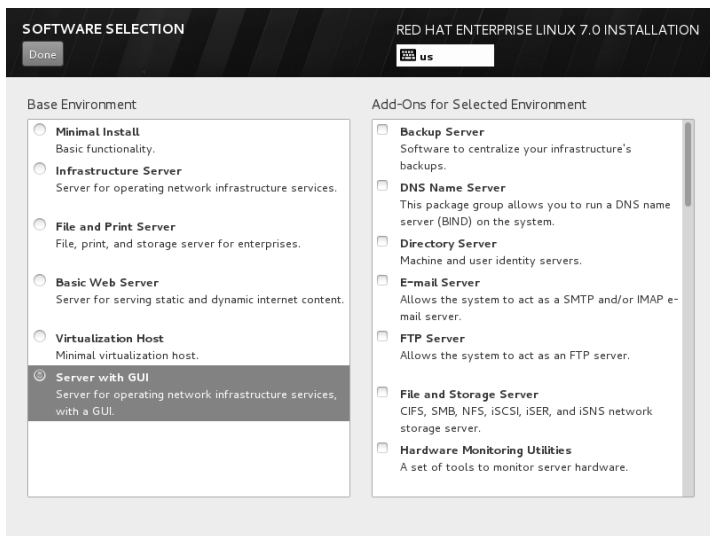 SOFTWARE SELECTION
Done
RED HAT ENTERPRISE LINUX 7.0 INSTALLATION
us
Base Environment
Minimal Install
Basic functionality.
Infrastructure Server
Server for operating network infrastructure services.
File and Print Server
File, print, and storage server for enterprises.
Basic Web Server
Server for serving static and dynamic internet content.
Virtualization Host
Minimal virtualization host.
Server with GUI
Server for operating network infrastructure services,
with a GUI.
Add-Ons for Selected Environment
Backup Server
Software to centralize your infrastructure's
backups.
DNS Name Server
This package group allows you to run a DNS name
server (BIND) on the system.
Directory Server
Machine and user identity servers.
E-mail Server
Allows the system to act as a SMTP and/or IMAP e-
mail server.
FTP Server
Allows the system to act as an FTP server.
File and Storage Server
CIFS, SMB, NFS, iSCSI, iSER, and iSNS network
storage server.
Hardware Monitoring Utilities
A set of tools to monitor server hardware.